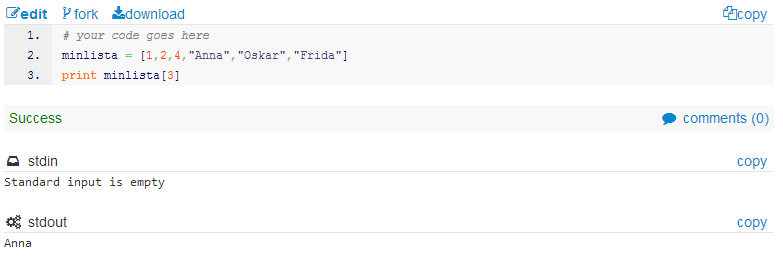 edit fork download copy
1. # your code goes here
2. minlista = [1,2,4,"Anna","Oskar","Frida"]
3. print minlista[3]
Success comments (0)
stdin copy
Standard input is empty
stdout copy
Anna